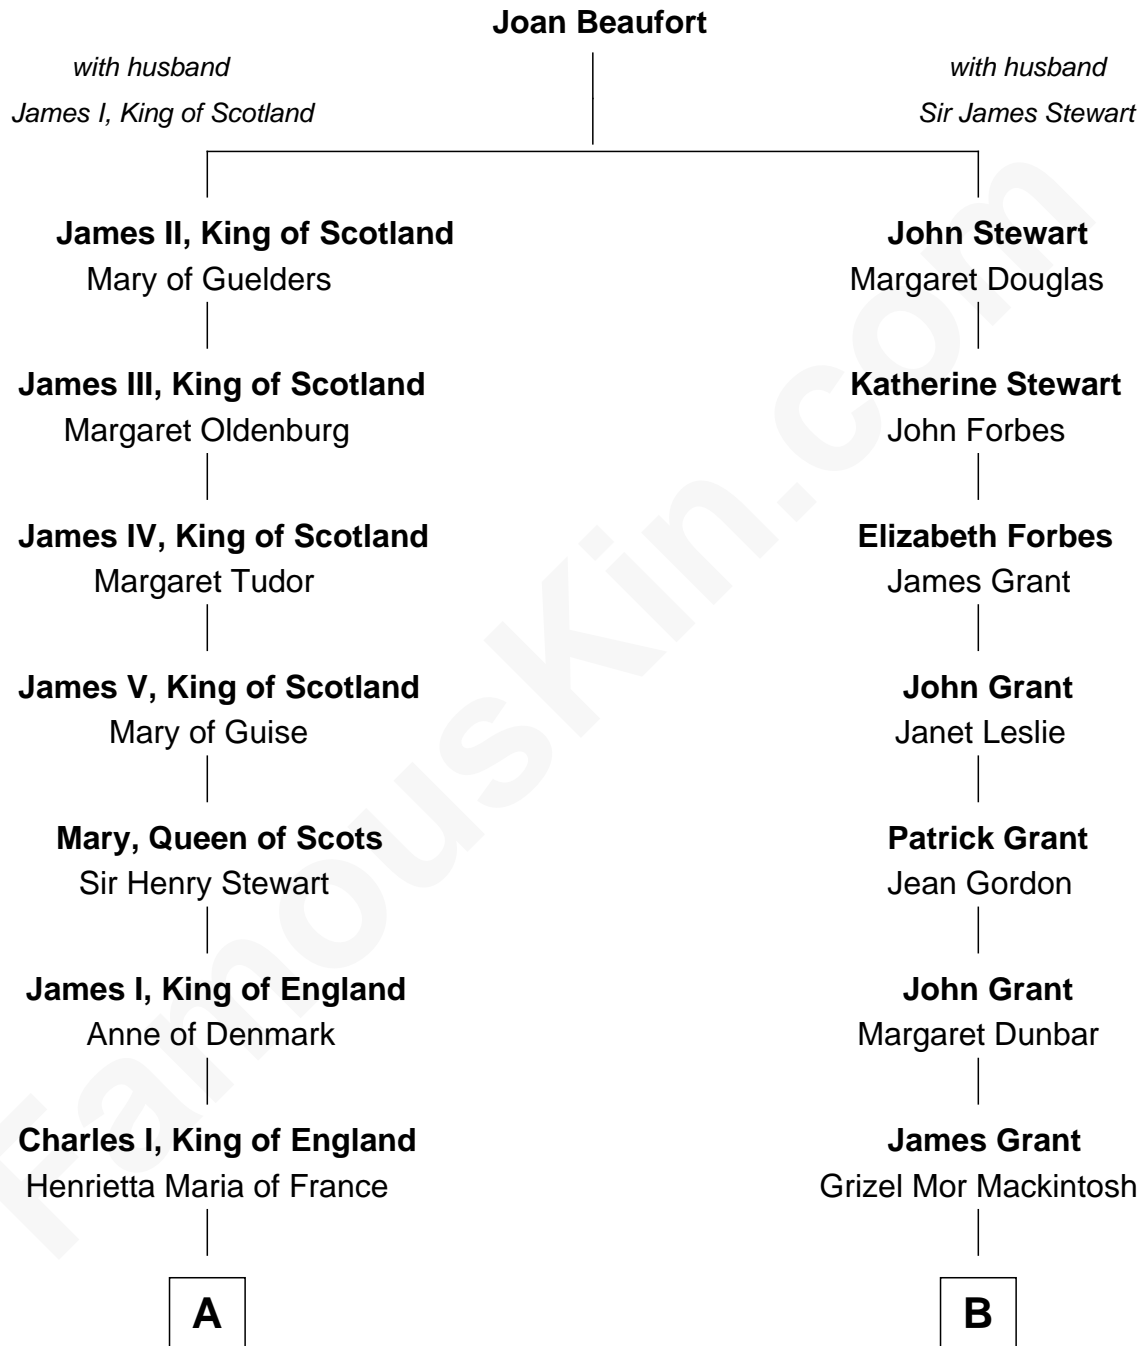 Joan Beaufort
with husband
James I, King of Scotland
with husband
Sir James Stewart
James II, King of Scotland
Mary of Guelders
John Stewart
Margaret Douglas
James III, King of Scotland
Margaret Oldenburg
Katherine Stewart
John Forbes
James IV, King of Scotland
Margaret Tudor
Elizabeth Forbes
James Grant
James V, King of Scotland
Mary of Guise
John Grant
Janet Leslie
Mary, Queen of Scots
Sir Henry Stewart
Patrick Grant
Jean Gordon
James I, King of England
Anne of Denmark
John Grant
Margaret Dunbar
Charles I, King of England
Henrietta Maria of France
James Grant
Grizel Mor Mackintosh
A
B
FamousKin.com